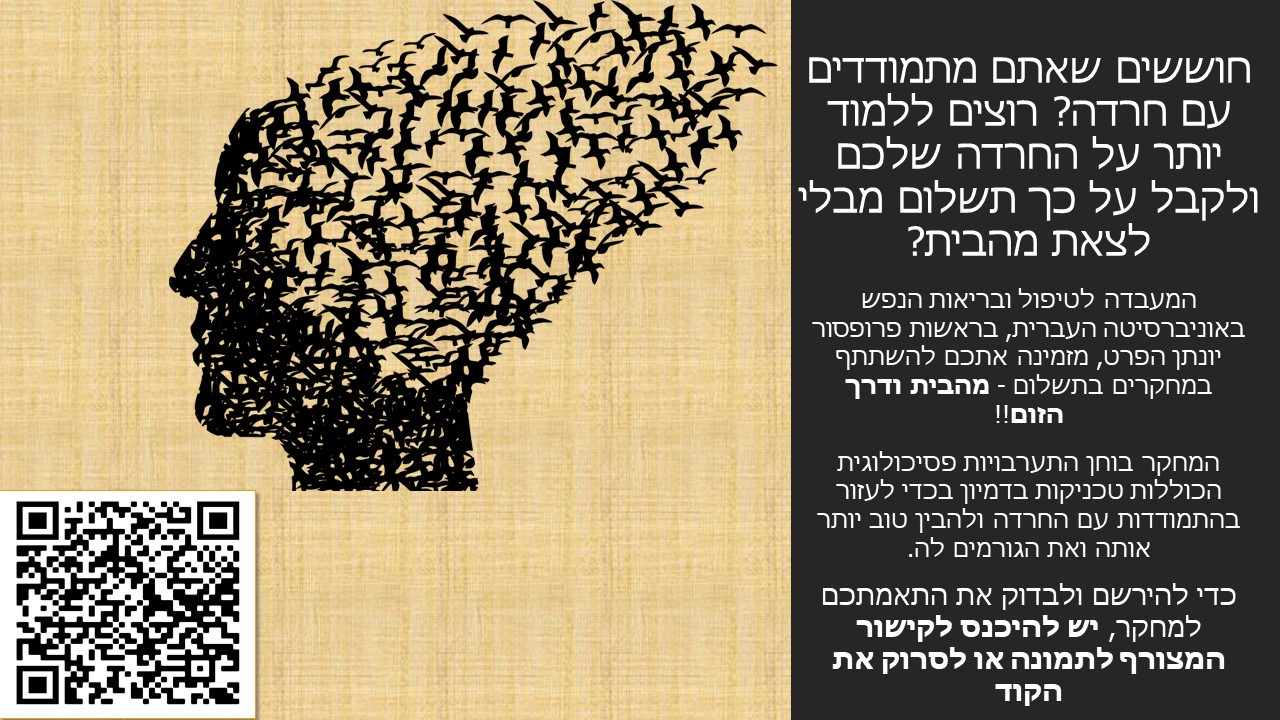 חוששים שאתם מתמודדים
עם חרדה? רוצים ללמוד
יותר על החרדה שלכם
ולקבל על כך תשלום מבלי
לצאת מהבית?
המעבדה לטיפול ובריאות הנפש
באוניברסיטה העברית, בראשות פרופסור
יונתן הפרט, מזמינה אתכם להשתתף
במחקרים בתשלום - מהבית ודרך
הזום!!
המחקר בוחן התערבויות פסיכולוגית
הכוללות טכניקות בדמיון בכדי לעזור
בהתמודדות עם החרדה ולהבין טוב יותר
אותה ואת הגורמים לה.
כדי להירשם ולבדוק את התאמתכם
למחקר, יש להיכנס לקישור
המצורף לתמונה או לסרוק את
הקוד